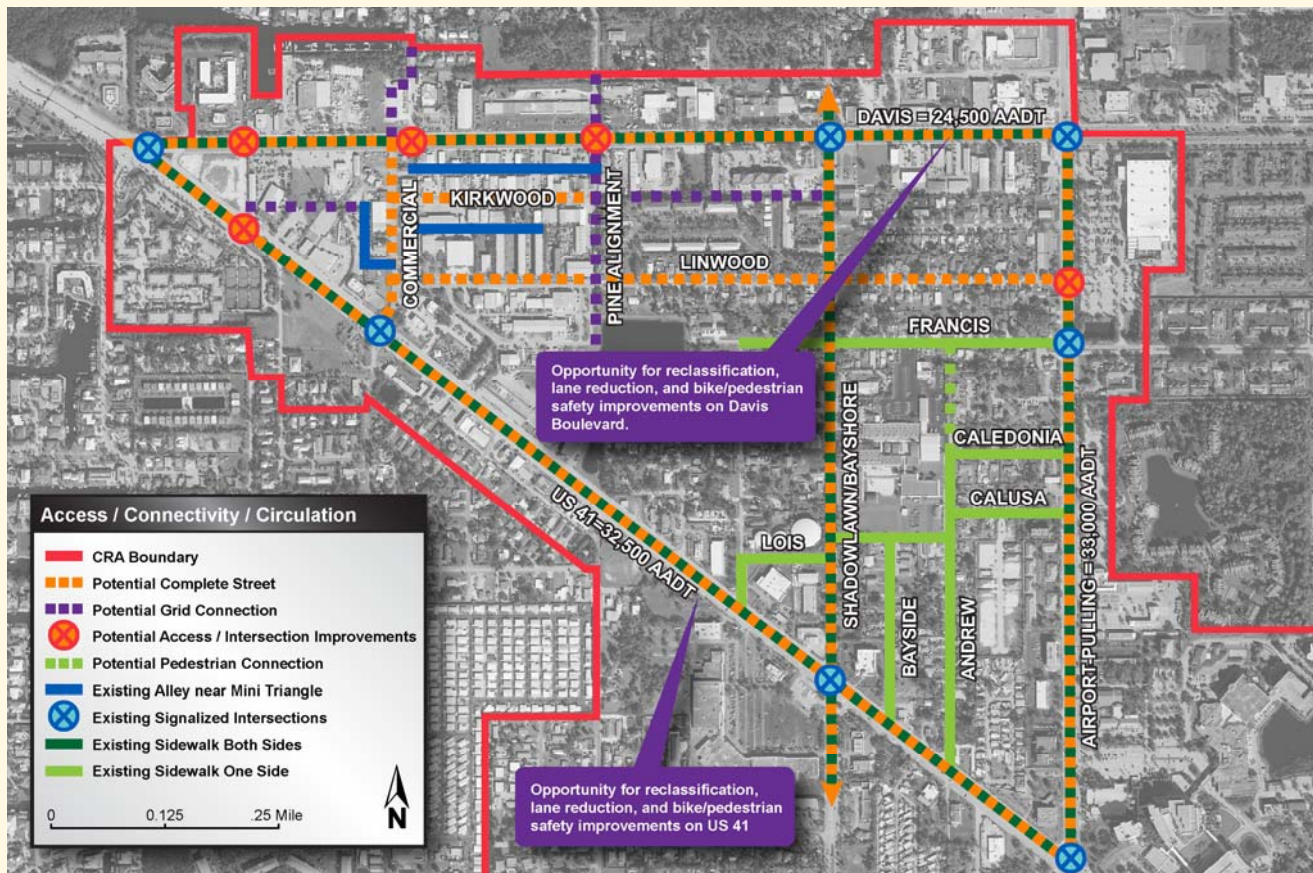 DAVIS = 24,500 AADT
KIRKWOOD
COMMERCIAL
PINE ALIGNMENT
LINWOOD
FRANCIS
Opportunity for reclassification,
lane reduction, and bike/pedestrian
safety improvements on Davis
Boulevard.
SHADOWLAWN/BAYSHORE
CALEDONIA
CALUSA
AIRPORT-PULLING = 33,000 AADT
US 41=32,500 AADT
LOIS
BAYSIDE
ANDREW
Opportunity for reclassification,
lane reduction, and bike/pedestrian
safety improvements on US 41
Access / Connectivity / Circulation
CRA Boundary
Potential Complete Street
Potential Grid Connection
Potential Access / Intersection Improvements
Potential Pedestrian Connection
Existing Alley near Mini Triangle
Existing Signalized Intersections
Existing Sidewalk Both Sides
Existing Sidewalk One Side
0 0.125 .25 Mile
N